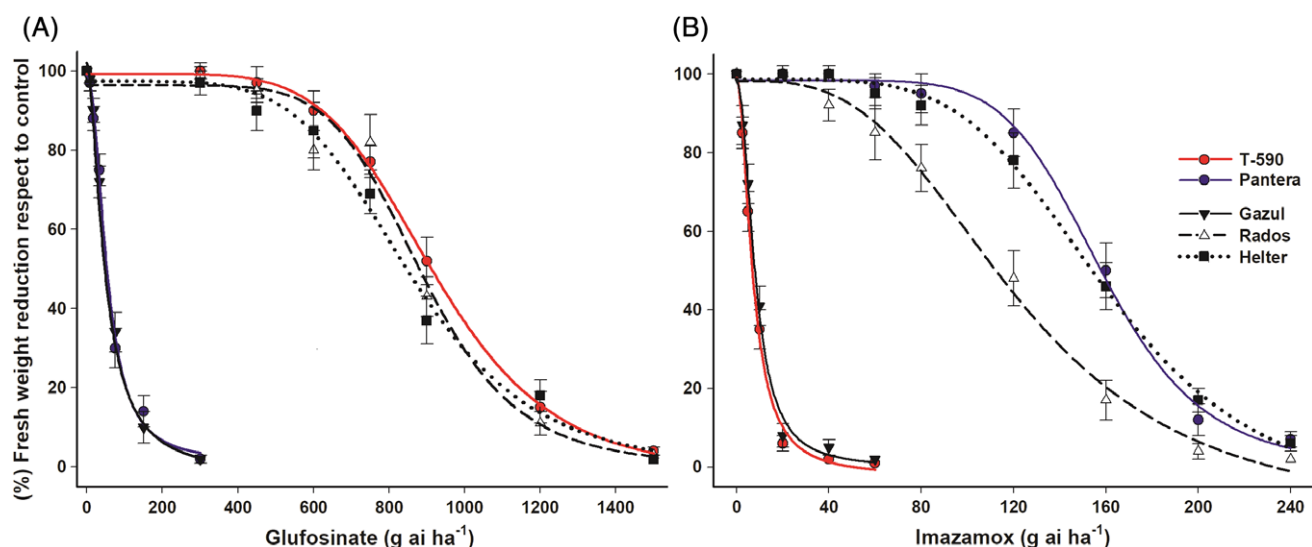 (A)
(B)
(%) Fresh weight reduction respect to control
100
80
60
40
20
0
0 200 400 600 800 1000 1200 1400
Glufosinate (g ai ha⁻¹)
100
80
60
40
20
0
0 40 80 120 160 200 240
Imazamox (g ai ha⁻¹)
T-590
Pantera
Gazul
Rados
Helter